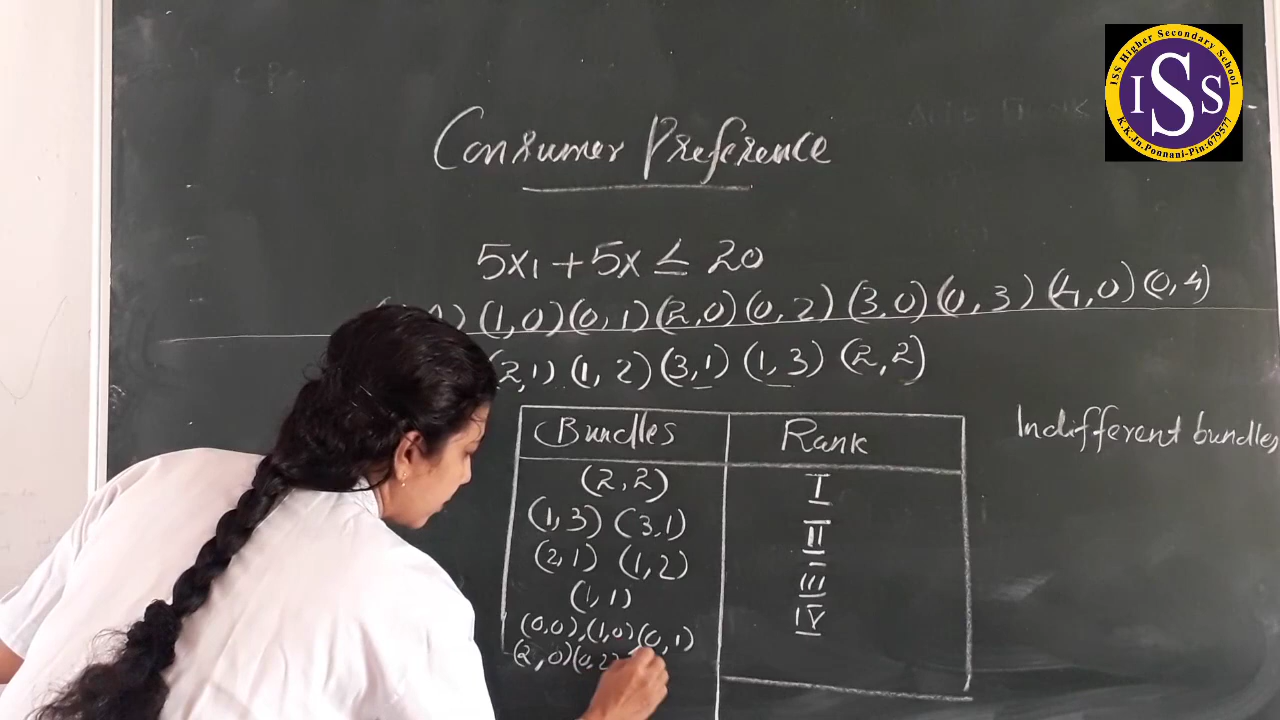 ISS Higher Secondary School
ISS
K.K.Jn.Ponnani-Pin:679577
Consumer Preference
5x1 + 5x ≤ 20
(1,0) (0,1) (2,0) (0,2) (3,0) (0,3) (4,0) (0,4)
2,1) (1,2) (3,1) (1,3) (2,2)
Bundles Rank
Indifferent bundles
(2,2) I
(1,3) (3,1) II
(2,1) (1,2) III
(1,1) IV
(0,0), (1,0) (0,1)
(2,0) (0,2)